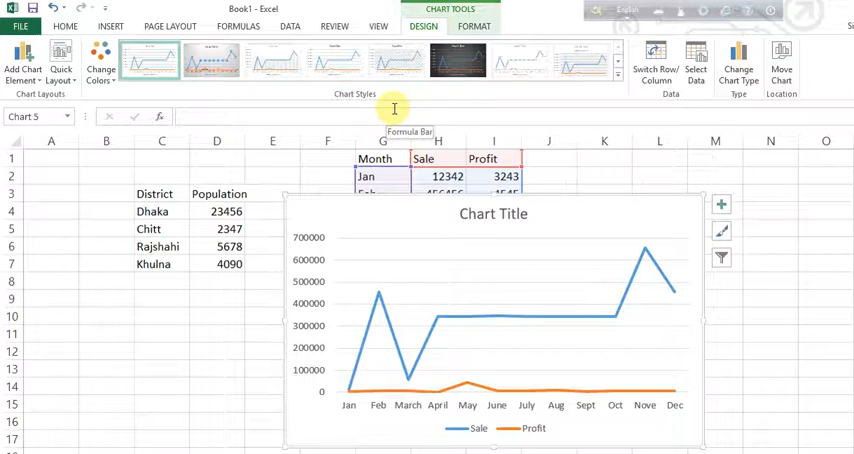 Book1 - Excel
CHART TOOLS
English
FILE
HOME
INSERT
PAGE LAYOUT
FORMULAS
DATA
REVIEW
VIEW
DESIGN
FORMAT
Add Chart Element
Quick Layout
Change Colors
Switch Row/ Column
Select Data
Change Chart Type
Move Chart
Chart Layouts
Chart Styles
Data
Type
Location
Chart 5
fx
Formula Bar
A B C D E F G H I J K L M N O
1 Month Sale Profit
2 Jan 12342 3243
3 District Population
4 Dhaka 23456
5 Chitt 2347
6 Rajshahi 5678
7 Khulna 4090
8
9
10
11
12
13
14
15
16
17
Chart Title
700000
600000
500000
400000
300000
200000
100000
0
Jan Feb March April May June July Aug Sept Oct Nove Dec
Sale Profit